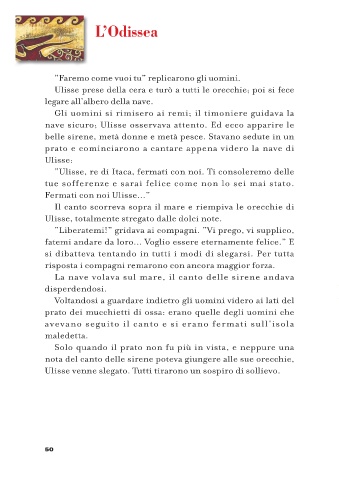 L'Odissea
"Faremo come vuoi tu" replicarono gli uomini.
Ulisse prese della cera e turò a tutti le orecchie; poi si fece
legare all'albero della nave.
Gli uomini si rimisero ai remi; il timoniere guidava la
nave sicuro; Ulisse osservava attento. Ed ecco apparire le
belle sirene, metà donne e metà pesce. Stavano sedute in un
prato e cominciarono a cantare appena videro la nave di
Ulisse:
"Ulisse, re di Itaca, fermati con noi. Ti consoleremo delle
tue sofferenze e sarai felice come non lo sei mai stato.
Fermati con noi Ulisse..."
Il canto scorreva sopra il mare e riempiva le orecchie di
Ulisse, totalmente stregato dalle dolci note.
"Liberatemi!" gridava ai compagni. "Vi prego, vi supplico,
fatemi andare da loro... Voglio essere eternamente felice." E
si dibatteva tentando in tutti i modi di slegarsi. Per tutta
risposta i compagni remarono con ancora maggior forza.
La nave volava sul mare, il canto delle sirene andava
disperdendosi.
Voltandosi a guardare indietro gli uomini videro ai lati del
prato dei mucchietti di ossa: erano quelle degli uomini che
avevano seguito il canto e si erano fermati sull'isola
maledetta.
Solo quando il prato non fu più in vista, e neppure una
nota del canto delle sirene poteva giungere alle sue orecchie,
Ulisse venne slegato. Tutti tirarono un sospiro di sollievo.
50